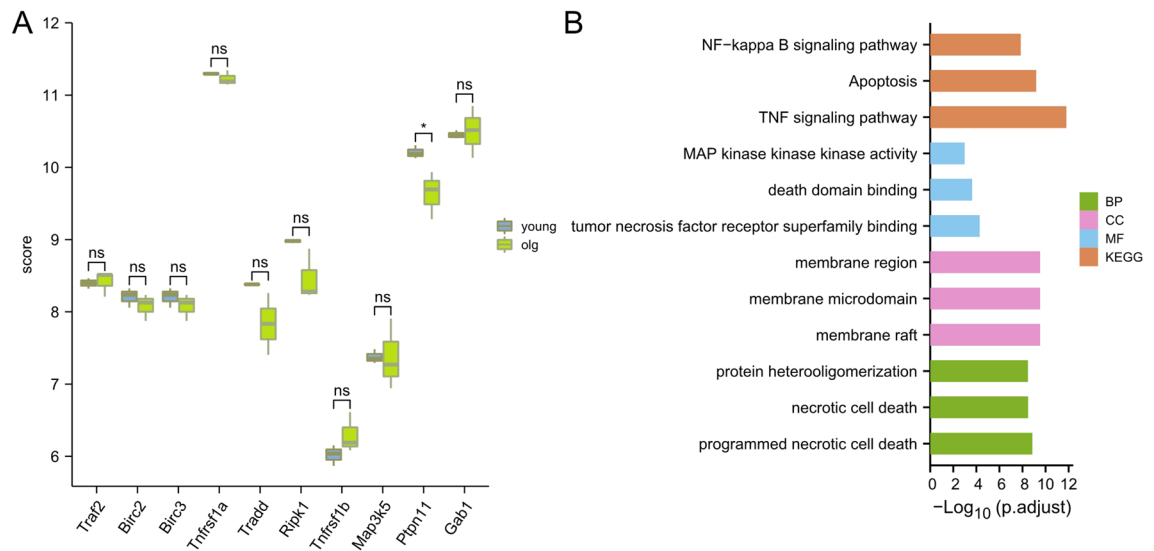 A
12
11
10
9
8
7
6
score
ns
ns
ns
ns
ns
ns
ns
ns
*
ns
Traf2
Birc2
Birc3
Tnfrsf1a
Tradd
Ripk1
Tnfrsf1b
Map3k5
Ptpn11
Gab1
young
olg
B
NF−kappa B signaling pathway
Apoptosis
TNF signaling pathway
MAP kinase kinase kinase activity
death domain binding
tumor necrosis factor receptor superfamily binding
membrane region
membrane microdomain
membrane raft
protein heterooligomerization
necrotic cell death
programmed necrotic cell death
0 2 4 6 8 10 12
−Log10 (p.adjust)
BP
CC
MF
KEGG